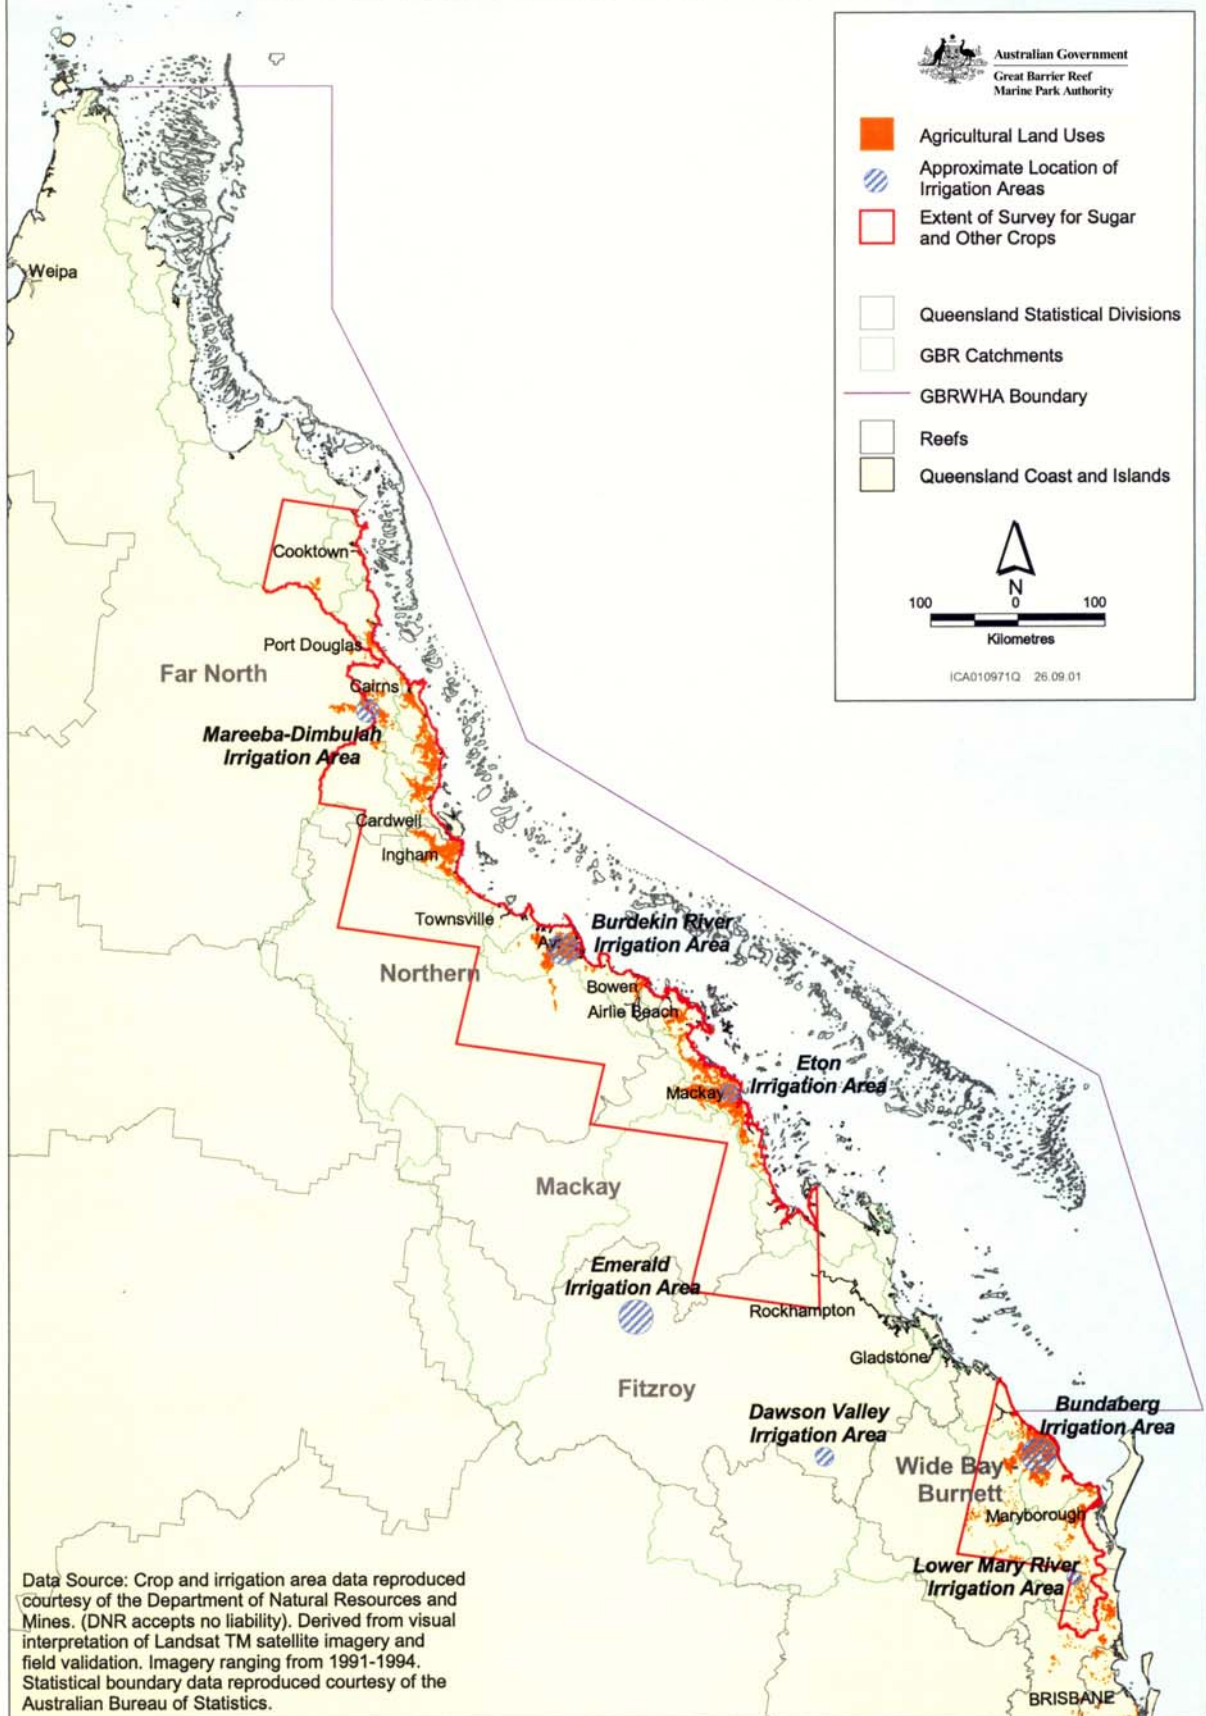 Australian Government
Great Barrier Reef
Marine Park Authority
Agricultural Land Uses
Approximate Location of
Irrigation Areas
Extent of Survey for Sugar
and Other Crops
Queensland Statistical Divisions
GBR Catchments
GBRWHA Boundary
Reefs
Queensland Coast and Islands
N
100 0 100
Kilometres
ICA010971Q 26.09.01
Weipa
Cooktown
Port Douglas
Far North
Cairns
Mareeba-Dimbulah
Irrigation Area
Cardwell
Ingham
Townsville
Burdekin River
Irrigation Area
Northern
Bowen
Airlie Beach
Eton
Irrigation Area
Mackay
Mackay
Emerald
Irrigation Area
Rockhampton
Gladstone
Fitzroy
Dawson Valley
Irrigation Area
Bundaberg
Irrigation Area
Wide Bay -
Burnett
Maryborough
Lower Mary River
Irrigation Area
BRISBANE
Data Source: Crop and irrigation area data reproduced
courtesy of the Department of Natural Resources and
Mines. (DNR accepts no liability). Derived from visual
interpretation of Landsat TM satellite imagery and
field validation. Imagery ranging from 1991-1994.
Statistical boundary data reproduced courtesy of the
Australian Bureau of Statistics.